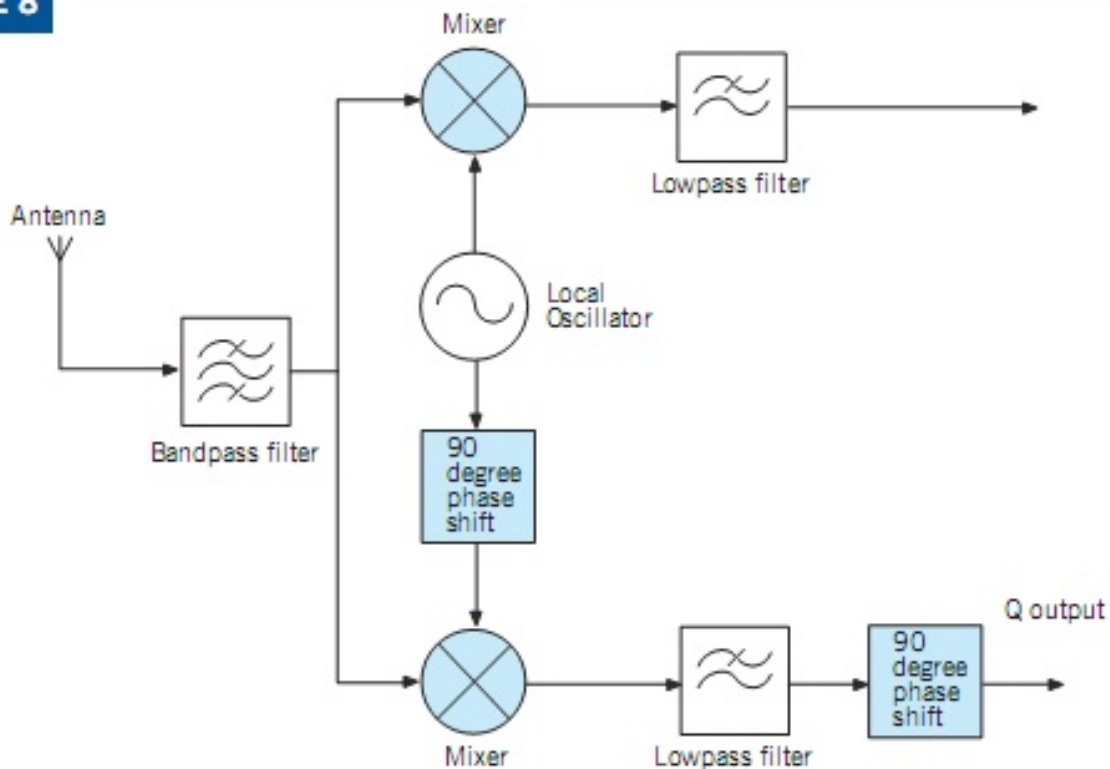 8
Mixer
Lowpass filter
Antenna
Local
Oscillator
Bandpass filter
90
degree
phase
shift
Q output
90
degree
phase
shift
Mixer
Lowpass filter